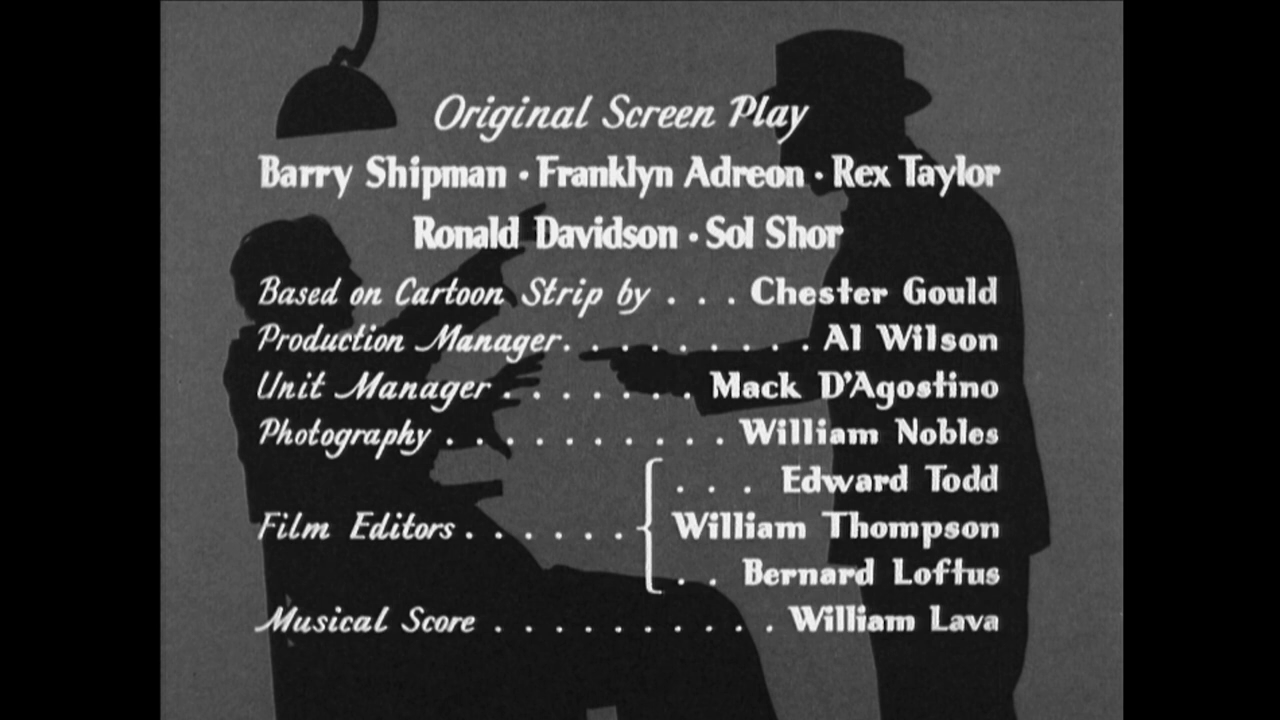 Original Screen Play
Barry Shipman · Franklyn Adreon · Rex Taylor
Ronald Davidson · Sol Shor
Based on Cartoon Strip by . . . Chester Gould
Production Manager. . . . . . . . . Al Wilson
Unit Manager . . . . . . . Mack D'Agostino
Photography . . . . . . . . . . William Nobles
. . . Edward Todd
Film Editors . . . . . . { William Thompson
. . Bernard Loftus
Musical Score . . . . . . . . . . William Lava